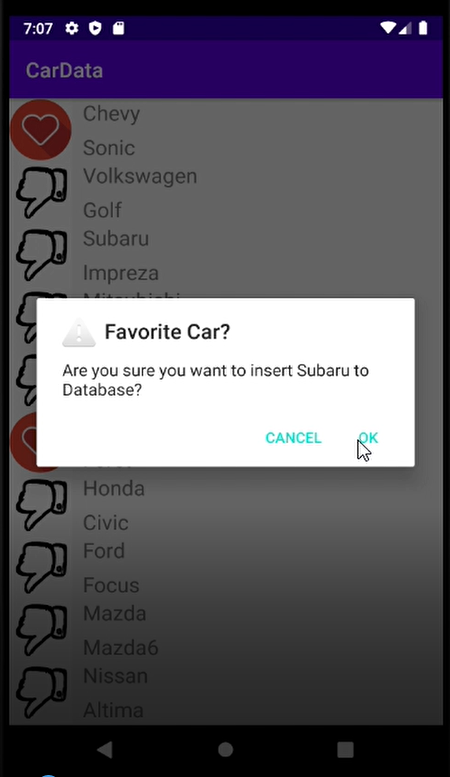 7:07
CarData
Chevy
Sonic
Volkswagen
Golf
Subaru
Impreza
Mitsubishi
Favorite Car?
Are you sure you want to insert Subaru to
Database?
CANCEL
OK
Honda
Civic
Ford
Focus
Mazda
Mazda6
Nissan
Altima